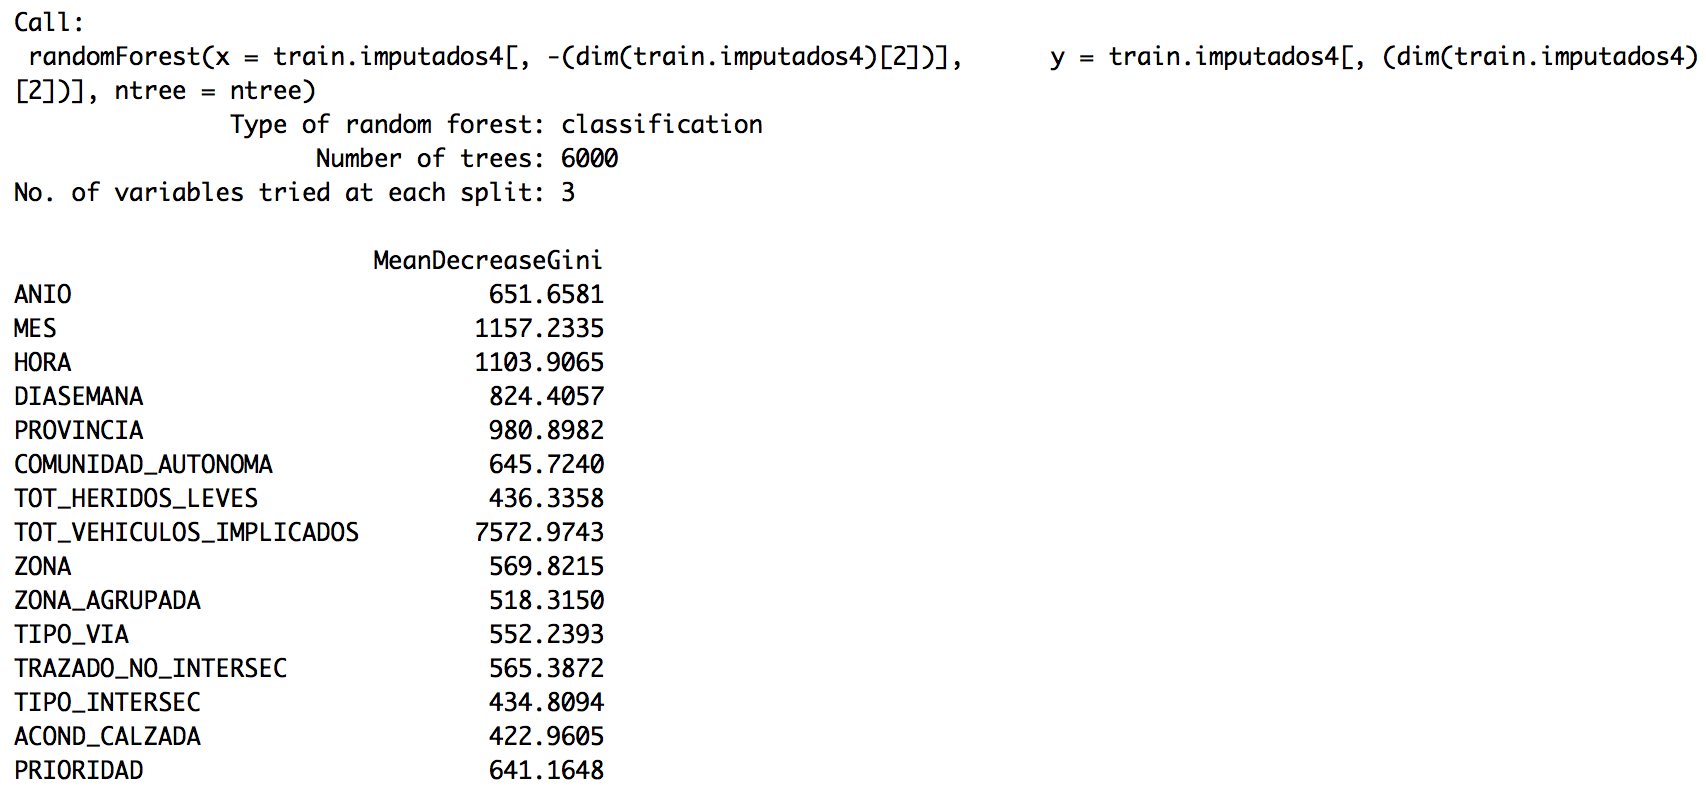 Call:
 randomForest(x = train.imputados4[, -(dim(train.imputados4)[2])],      y = train.imputados4[, (dim(train.imputados4)
[2])], ntree = ntree)
               Type of random forest: classification
                     Number of trees: 6000
No. of variables tried at each split: 3

                         MeanDecreaseGini
ANIO                             651.6581
MES                             1157.2335
HORA                            1103.9065
DIASEMANA                        824.4057
PROVINCIA                        980.8982
COMUNIDAD_AUTONOMA               645.7240
TOT_HERIDOS_LEVES                436.3358
TOT_VEHICULOS_IMPLICADOS        7572.9743
ZONA                             569.8215
ZONA_AGRUPADA                    518.3150
TIPO_VIA                         552.2393
TRAZADO_NO_INTERSEC              565.3872
TIPO_INTERSEC                    434.8094
ACOND_CALZADA                    422.9605
PRIORIDAD                        641.1648